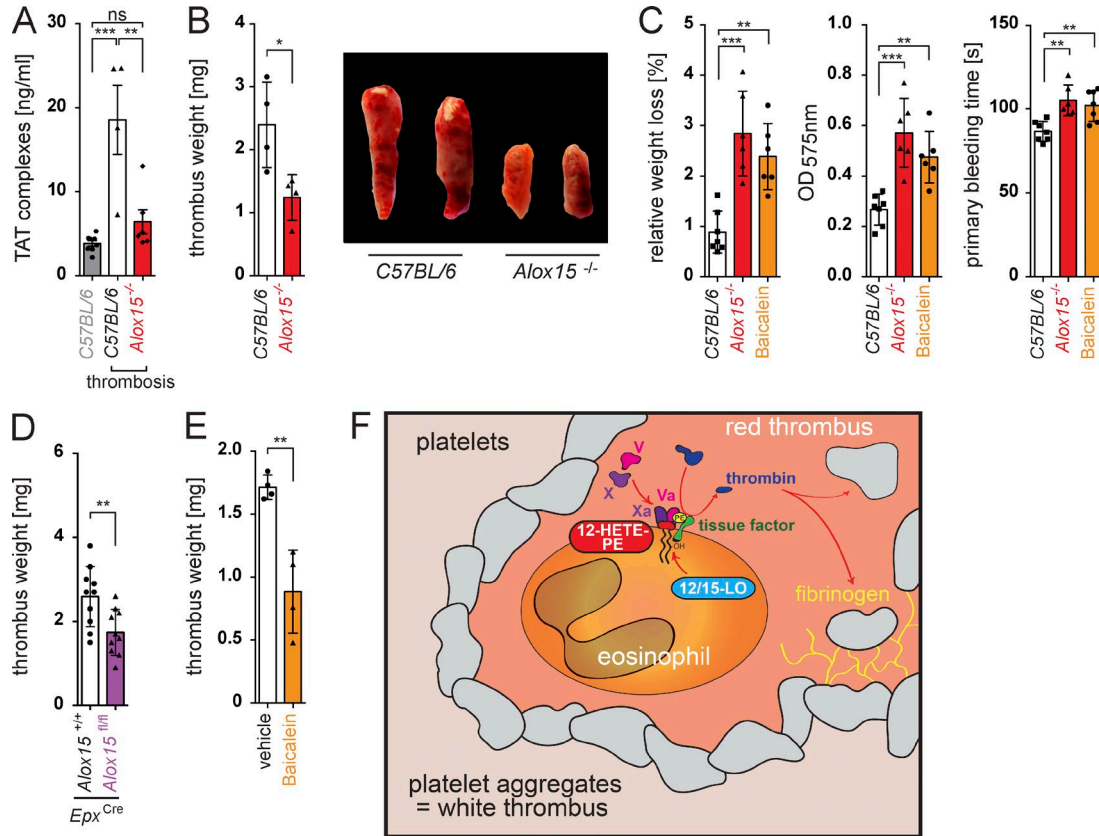 A
TAT complexes [ng/ml]
30
20
10
0
ns
***
**
C57BL/6
C57BL/6
Alox15-/-
thrombosis
B
thrombus weight [mg]
4
3
2
1
0
*
C57BL/6
Alox15-/-
C57BL/6
Alox15 -/-
C
relative weight loss [%]
5
4
3
2
1
0
**
***
C57BL/6
Alox15-/-
Baicalein
OD 575nm
1.0
0.8
0.6
0.4
0.2
0.0
**
***
C57BL/6
Alox15-/-
Baicalein
primary bleeding time [s]
150
100
50
0
**
**
C57BL/6
Alox15-/-
Baicalein
D
thrombus weight [mg]
6
4
2
0
**
Alox15 +/+
Alox15 fl/fl
Epx Cre
E
thrombus weight [mg]
2.0
1.5
1.0
0.5
0.0
**
vehicle
Baicalein
F
platelets
red thrombus
V
X
Va
Xa
PE
thrombin
tissue factor
12-HETE-
PE
-OH
12/15-LO
fibrinogen
eosinophil
platelet aggregates
= white thrombus